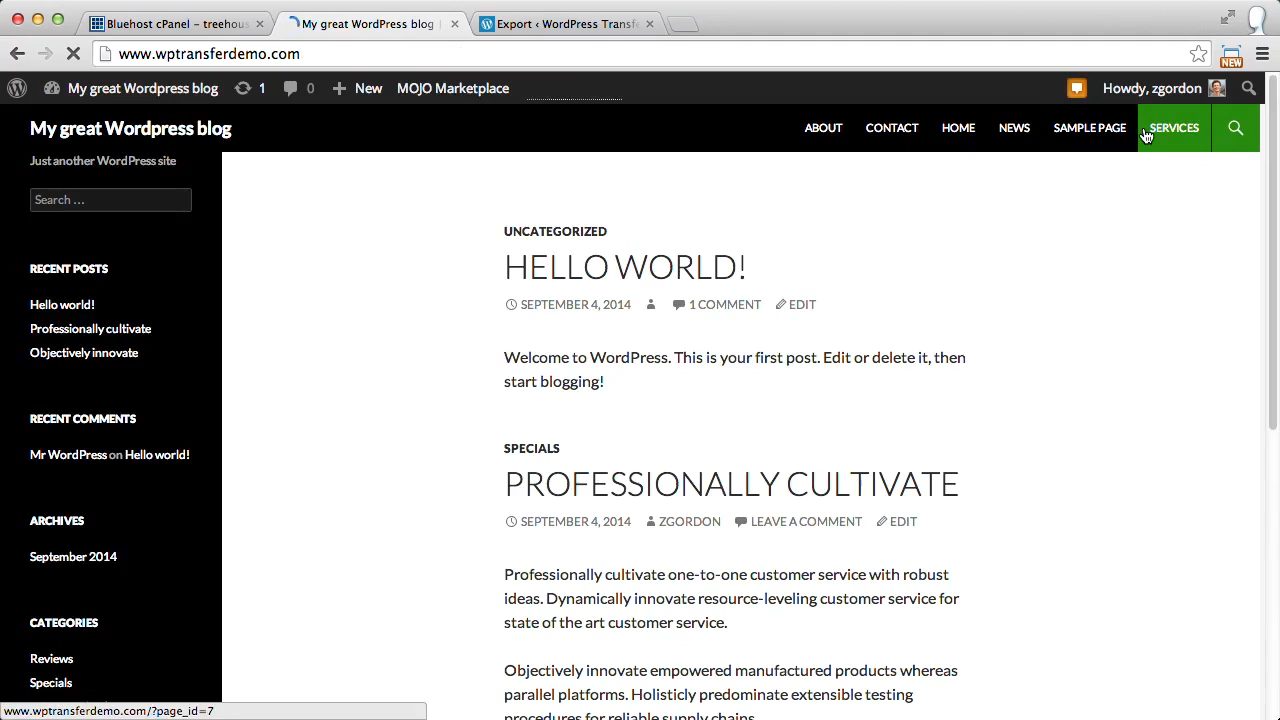 Bluehost cPanel – treehous
My great WordPress blog
Export ‹ WordPress Transfe
www.wptransferdemo.com
NEW
My great Wordpress blog
1
0
New
MOJO Marketplace
Howdy, zgordon
My great Wordpress blog
ABOUT
CONTACT
HOME
NEWS
SAMPLE PAGE
SERVICES
Just another WordPress site
Search ...
RECENT POSTS
Hello world!
Professionally cultivate
Objectively innovate
RECENT COMMENTS
Mr WordPress on Hello world!
ARCHIVES
September 2014
CATEGORIES
Reviews
Specials
UNCATEGORIZED
HELLO WORLD!
SEPTEMBER 4, 2014
1 COMMENT
EDIT
Welcome to WordPress. This is your first post. Edit or delete it, then
start blogging!
SPECIALS
PROFESSIONALLY CULTIVATE
SEPTEMBER 4, 2014
ZGORDON
LEAVE A COMMENT
EDIT
Professionally cultivate one-to-one customer service with robust
ideas. Dynamically innovate resource-leveling customer service for
state of the art customer service.
Objectively innovate empowered manufactured products whereas
parallel platforms. Holisticly predominate extensible testing
procedures for reliable supply chains.
www.wptransferdemo.com/?page_id=7